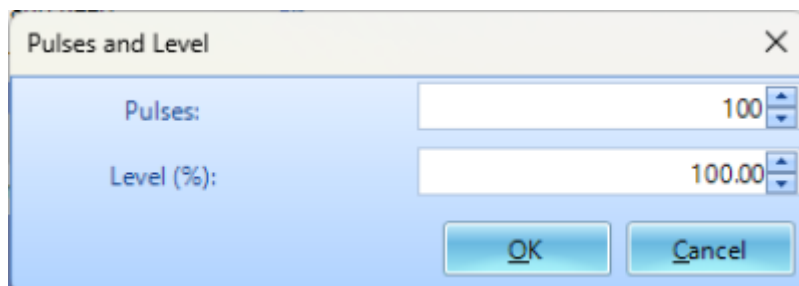 Pulses and Level
Pulses:
100
Level (%):
100.00
OK
Cancel